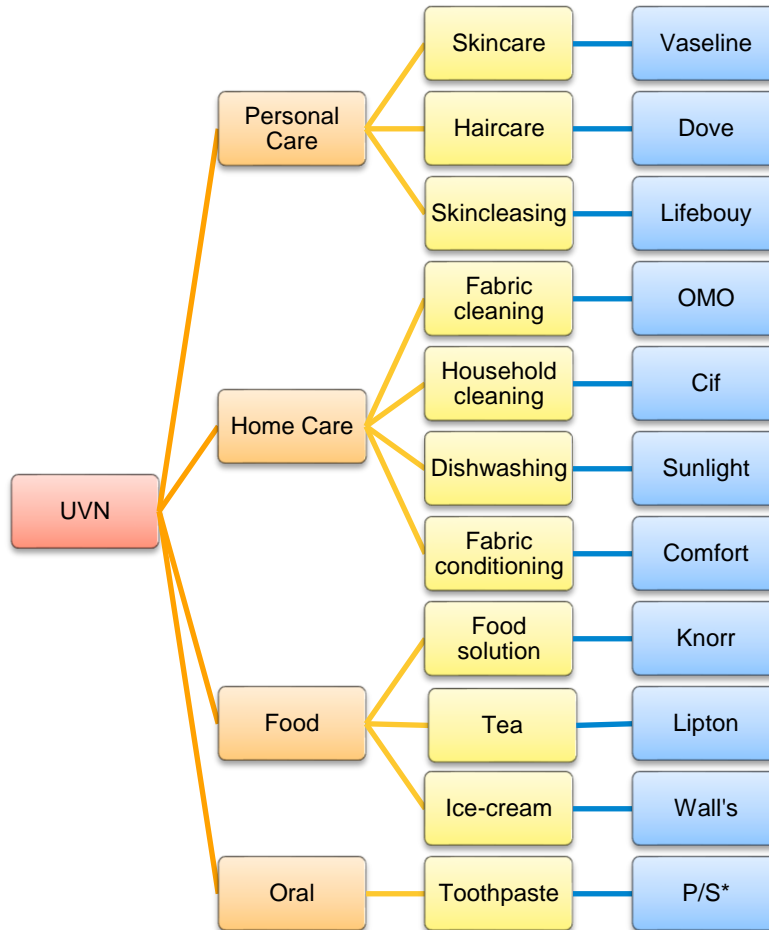 UVN
Personal
Care
Skincare
Vaseline
Haircare
Dove
Skincleasing
Lifebouy
Home Care
Fabric
cleaning
OMO
Household
cleaning
Cif
Dishwashing
Sunlight
Fabric
conditioning
Comfort
Food
Food
solution
Knorr
Tea
Lipton
Ice-cream
Wall's
Oral
Toothpaste
P/S*